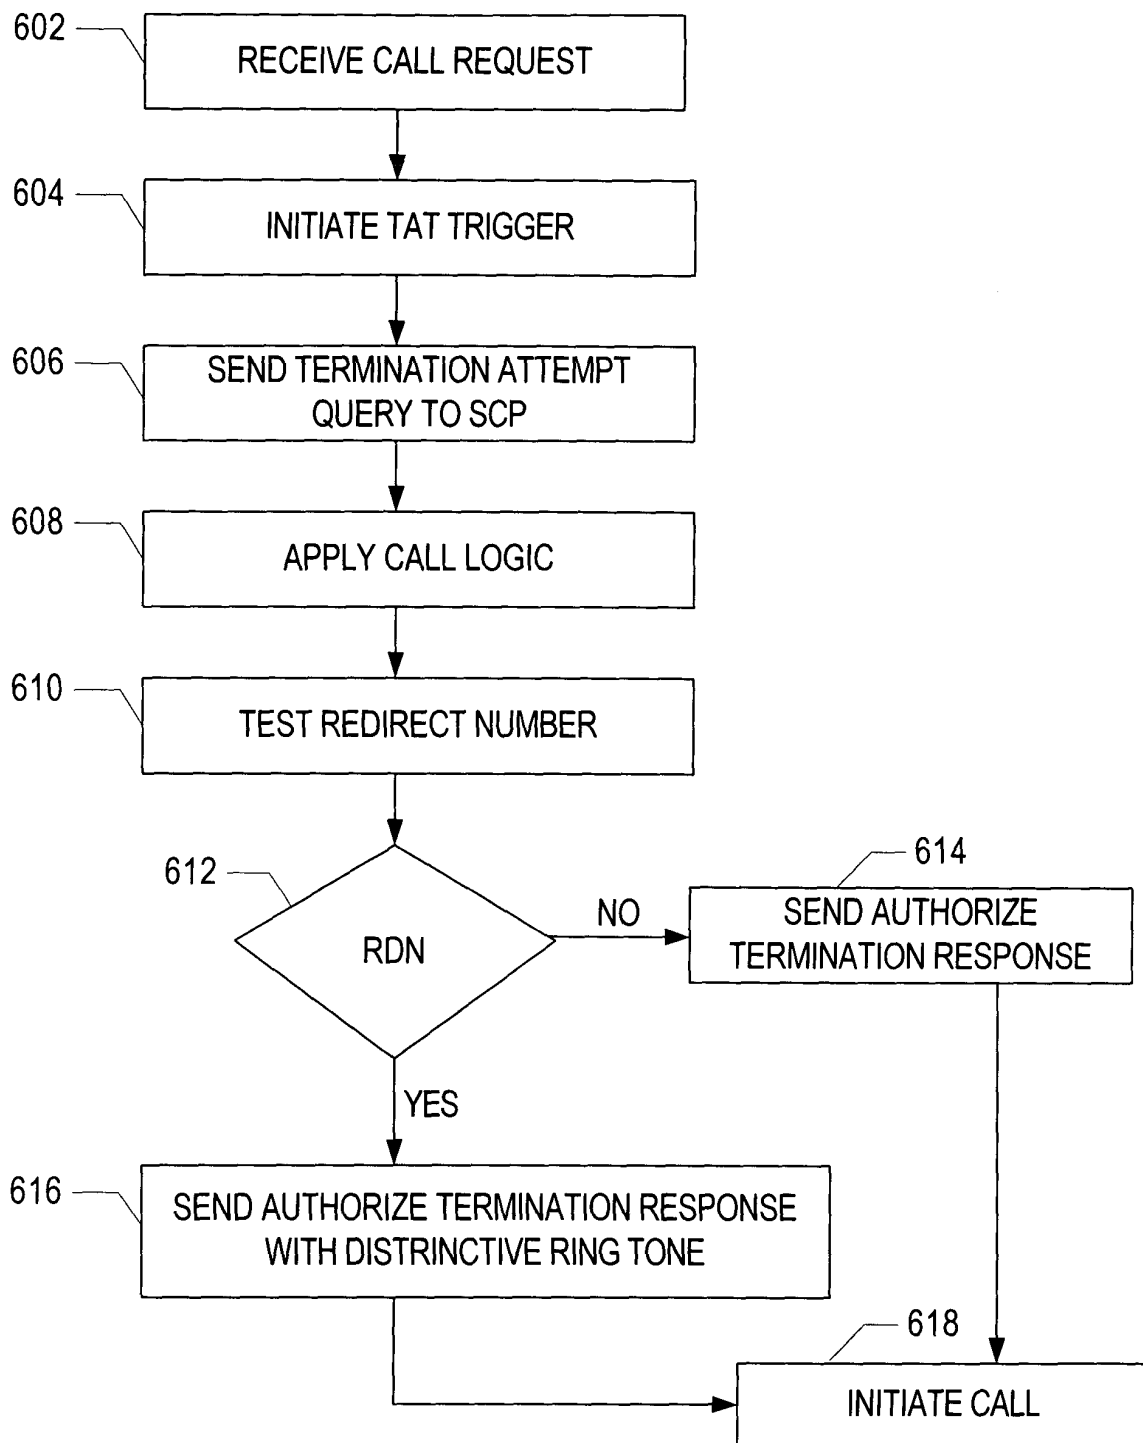 602
RECEIVE CALL REQUEST
604
INITIATE TAT TRIGGER
606
SEND TERMINATION ATTEMPT
QUERY TO SCP
608
APPLY CALL LOGIC
610
TEST REDIRECT NUMBER
612
RDN
NO
614
SEND AUTHORIZE
TERMINATION RESPONSE
YES
616
SEND AUTHORIZE TERMINATION RESPONSE
WITH DISTRINCTIVE RING TONE
618
INITIATE CALL